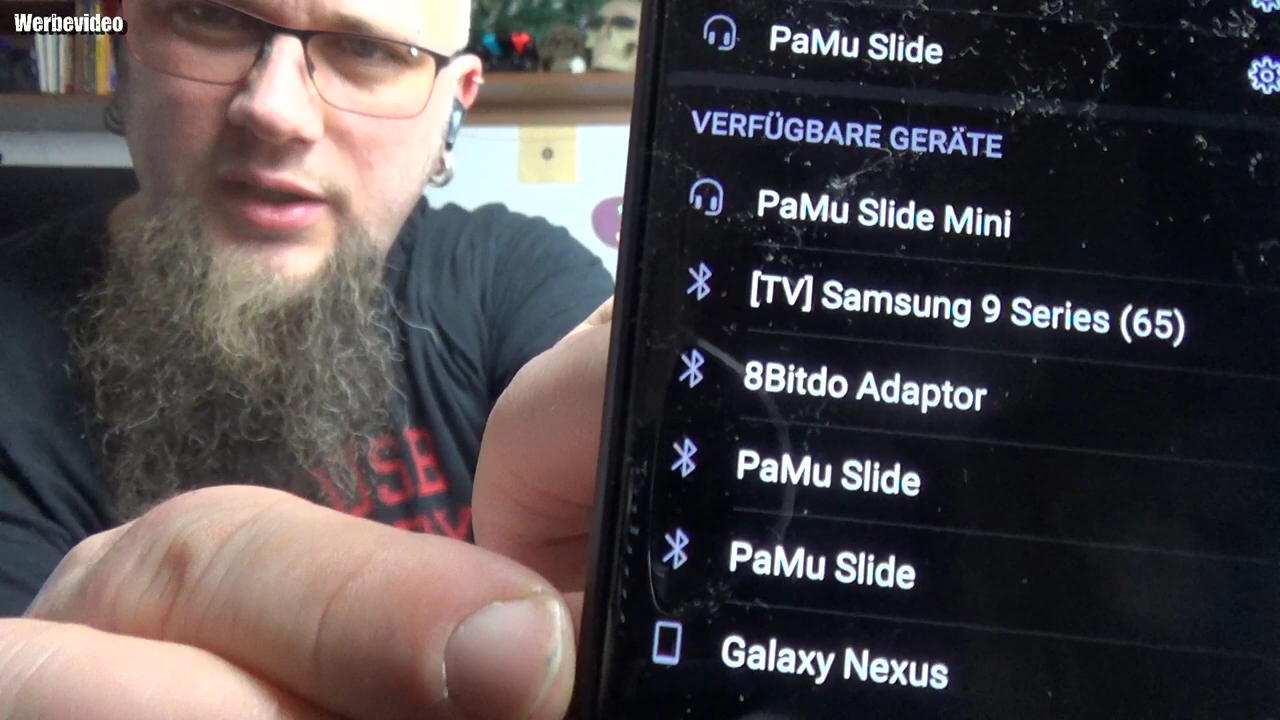 Werbevideo
PaMu Slide
VERFÜGBARE GERÄTE
PaMu Slide Mini
[TV] Samsung 9 Series (65)
8Bitdo Adaptor
PaMu Slide
PaMu Slide
Galaxy Nexus